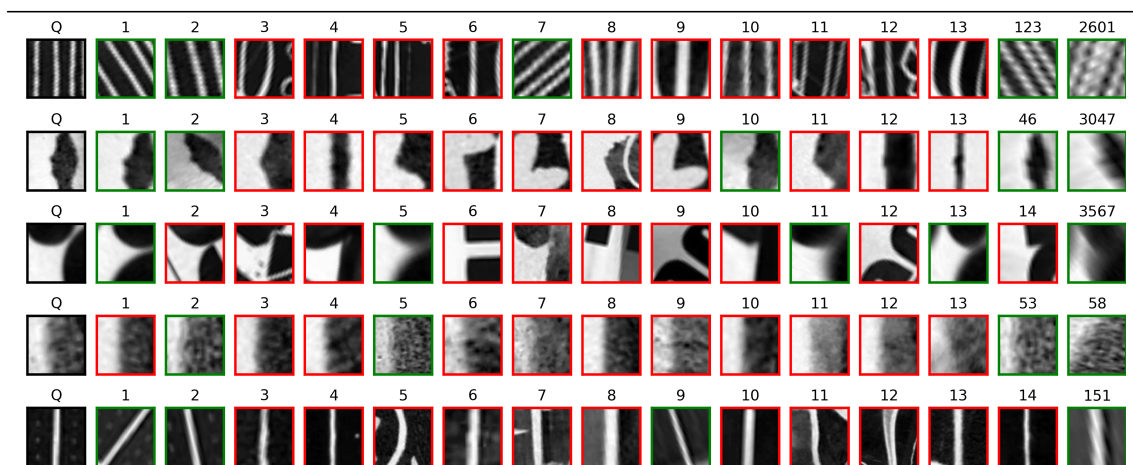 Q 1 2 3 4 5 6 7 8 9 10 11 12 13 123 2601
Q 1 2 3 4 5 6 7 8 9 10 11 12 13 46 3047
Q 1 2 3 4 5 6 7 8 9 10 11 12 13 14 3567
Q 1 2 3 4 5 6 7 8 9 10 11 12 13 53 58
Q 1 2 3 4 5 6 7 8 9 10 11 12 13 14 151